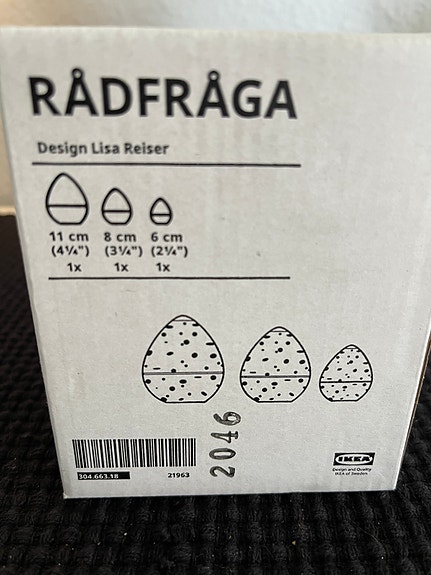 RÅDFRÅGA
Design Lisa Reiser
11 cm 8 cm 6 cm
(4¼") (3¼") (2¼")
1x 1x 1x
304.663.18 21963
2046
IKEA
Design and Quality
IKEA of Sweden